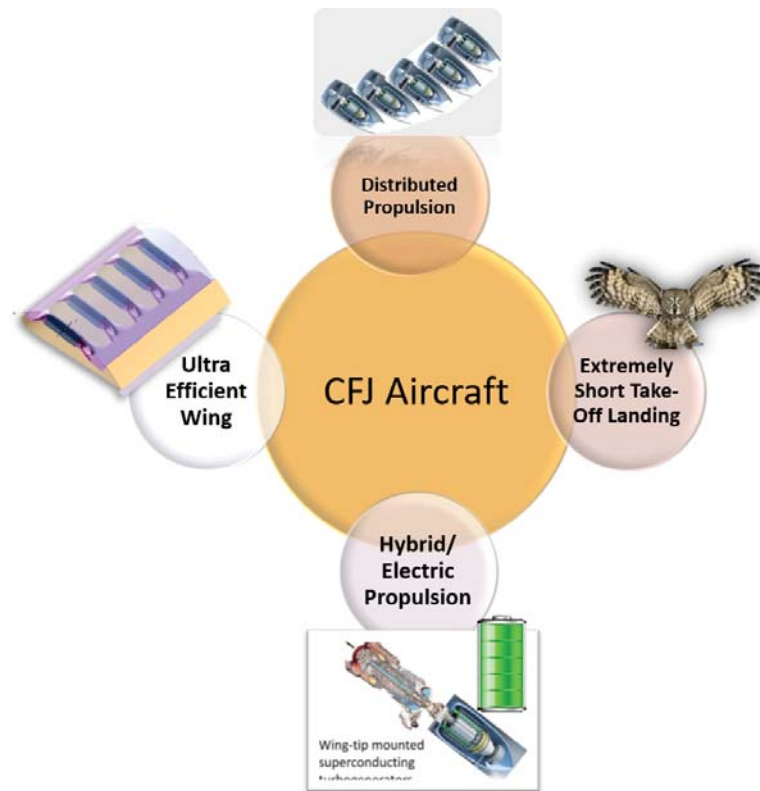 Distributed
Propulsion
Ultra
Efficient
Wing
CFJ Aircraft
Extremely
Short Take-
Off Landing
Hybrid/
Electric
Propulsion
Wing-tip mounted
superconducting
turbogenerators